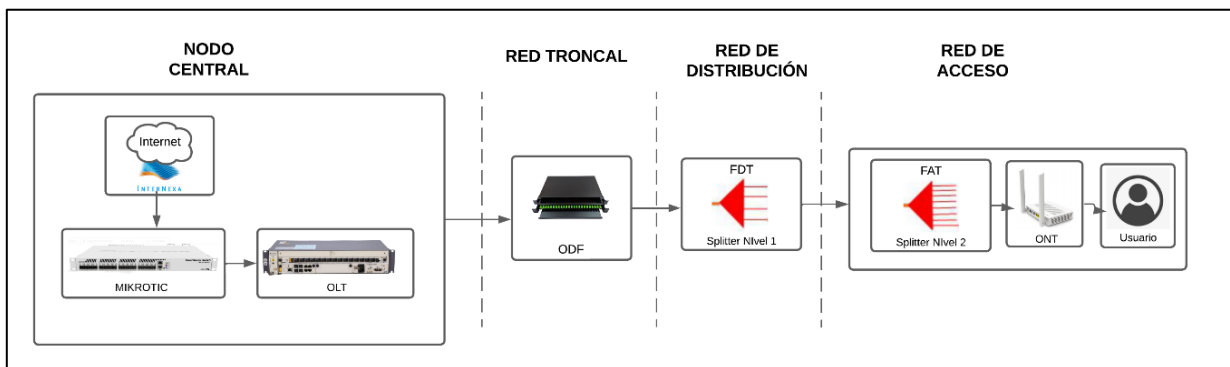 NODO
CENTRAL
RED TRONCAL
RED DE
DISTRIBUCIÓN
RED DE
ACCESO
Internet
INTERNEXA
MIKROTIC
OLT
ODF
FDT
Splitter NIvel 1
FAT
Splitter NIvel 2
ONT
Usuario